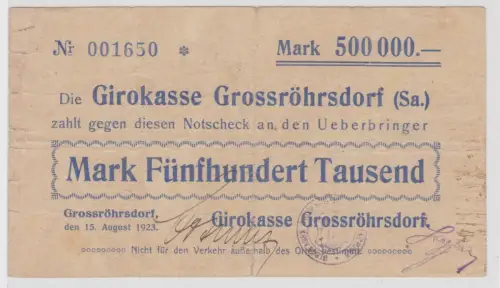 Nr 001650 * Mark 500 000.—
Die Girokasse Grossröhrsdorf (Sa.)
zahlt gegen diesen Notscheck an den Ueberbringer
Mark Fünfhundert Tausend
Grossröhrsdorf,
den 15. August 1923.
Girokasse Grossröhrsdorf.
Nicht für den Verkehr außerhalb des Ortes bestimmt.